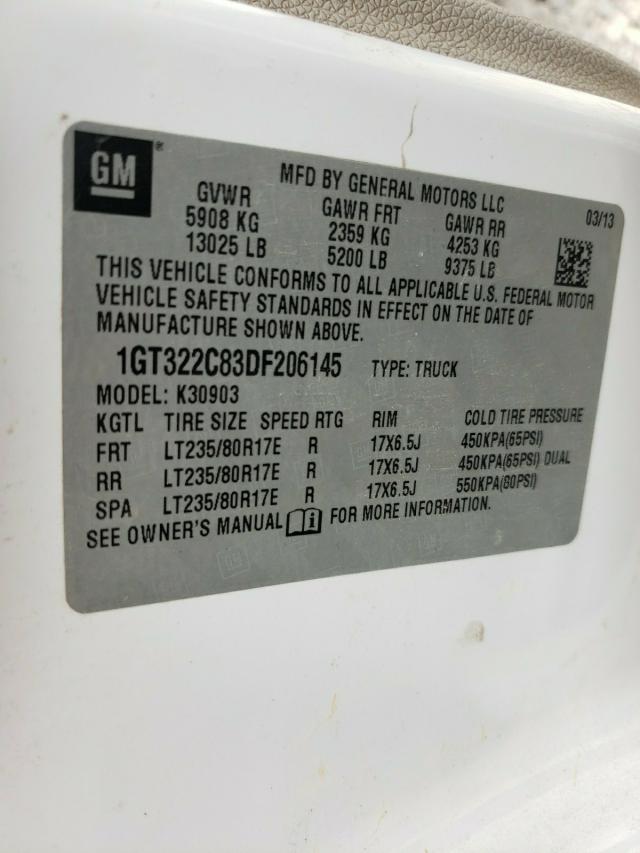 GM®
MFD BY GENERAL MOTORS LLC
03/13
GVWR GAWR FRT GAWR RR
5908 KG 2359 KG 4253 KG
13025 LB 5200 LB 9375 LB
THIS VEHICLE CONFORMS TO ALL APPLICABLE U.S. FEDERAL MOTOR
VEHICLE SAFETY STANDARDS IN EFFECT ON THE DATE OF
MANUFACTURE SHOWN ABOVE.
1GT322C83DF206145 TYPE: TRUCK
MODEL: K30903
KGTL TIRE SIZE SPEED RTG RIM COLD TIRE PRESSURE
FRT LT235/80R17E R 17X6.5J 450KPA(65PSI)
RR LT235/80R17E R 17X6.5J 450KPA(65PSI) DUAL
SPA LT235/80R17E R 17X6.5J 550KPA(80PSI)
SEE OWNER'S MANUAL i FOR MORE INFORMATION.